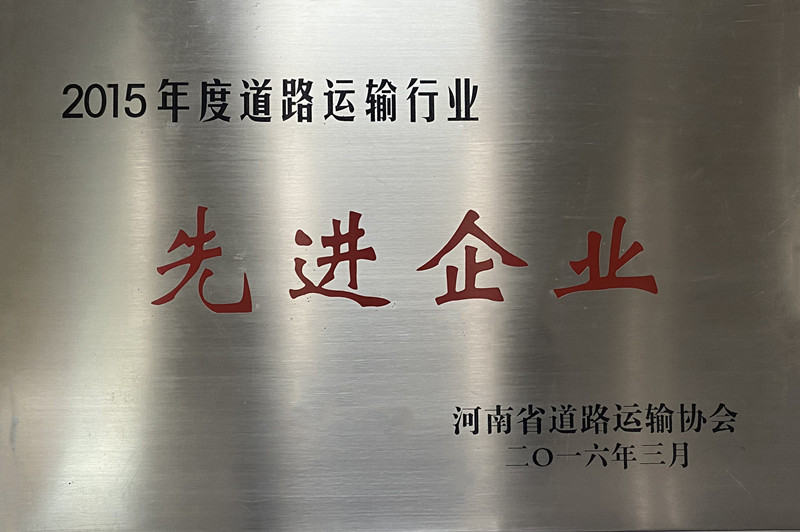 2015年度道路运输行业
先进企业
河南省道路运输协会
二〇一六年三月